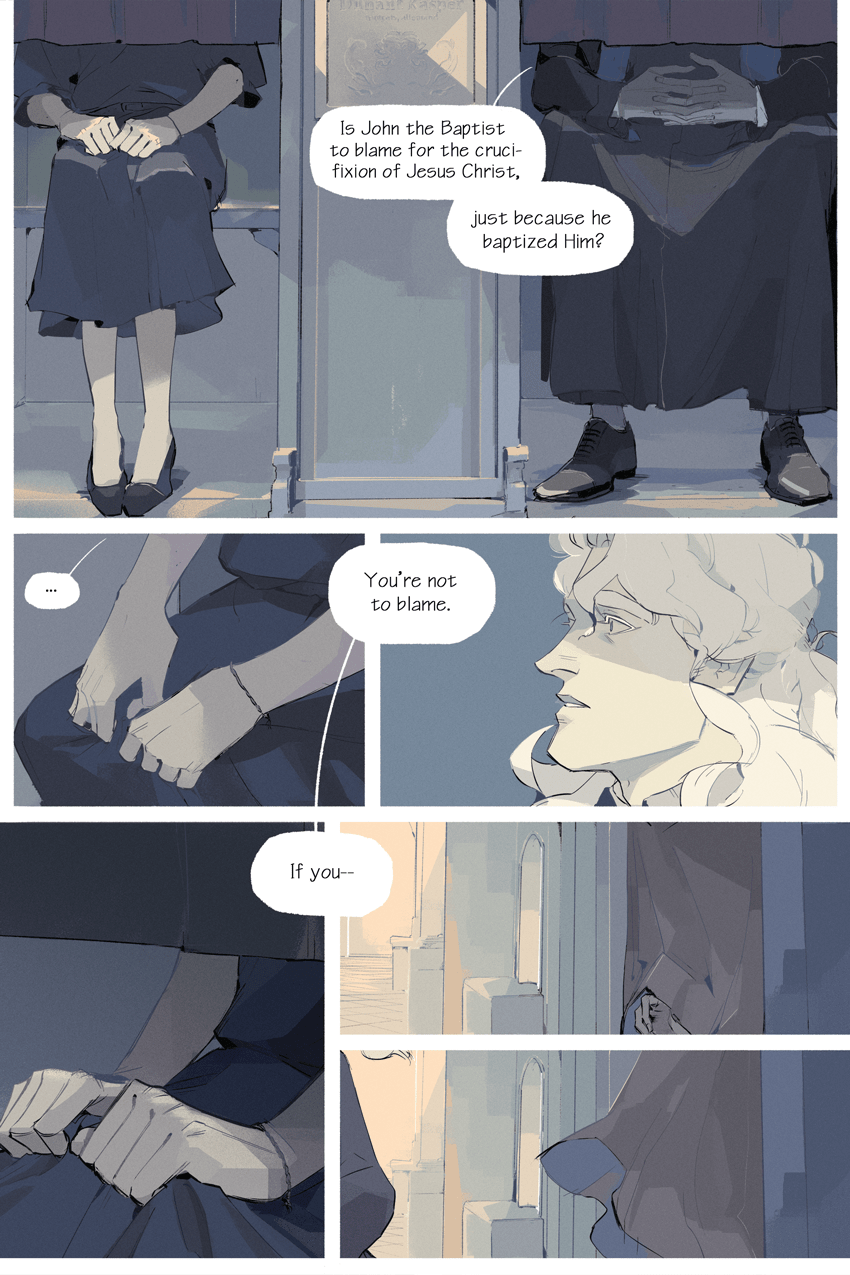 Is John the Baptist
to blame for the cruci-
fixion of Jesus Christ,
just because he
baptized Him?
...
You're not
to blame.
If you--